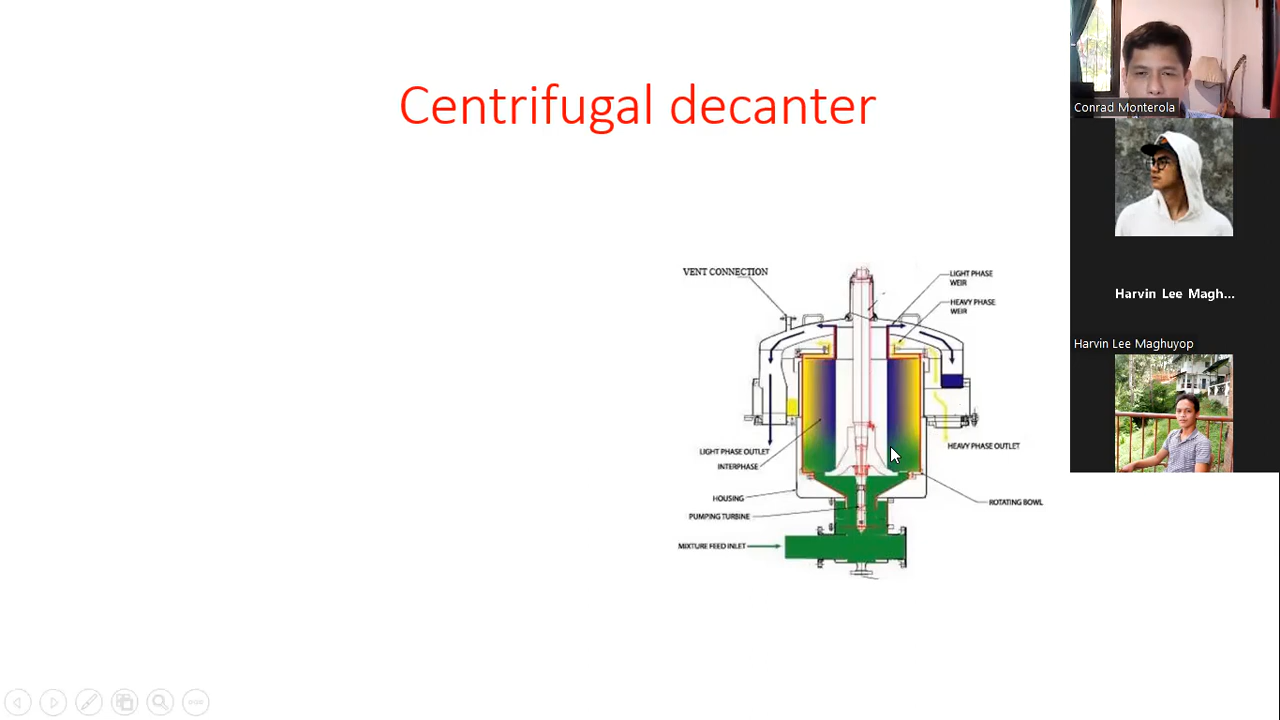 Centrifugal decanter
VENT CONNECTION
LIGHT PHASE
WEIR
HEAVY PHASE
WEIR
LIGHT PHASE OUTLET
INTERPHASE
HOUSING
PUMPING TURBINE
MIXTURE FEED INLET
HEAVY PHASE OUTLET
ROTATING BOWL
Conrad Monterola
Harvin Lee Magh...
Harvin Lee Maghuyop